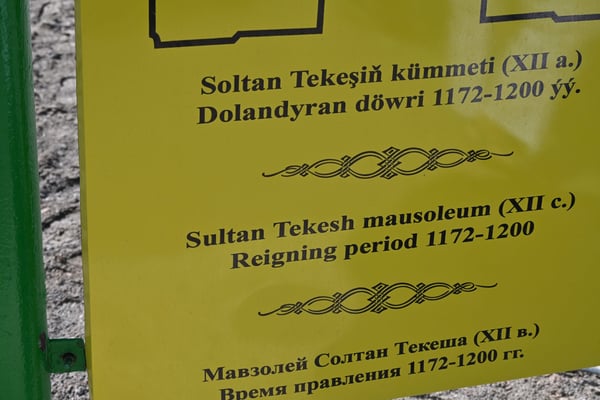 Soltan Tekeşiň kümmeti (XII a.)
Dolandyran döwri 1172-1200 ýý.
Sultan Tekesh mausoleum (XII c.)
Reigning period 1172-1200
Мавзолей Солтан Текеша (XII в.)
Время правления 1172-1200 гг.